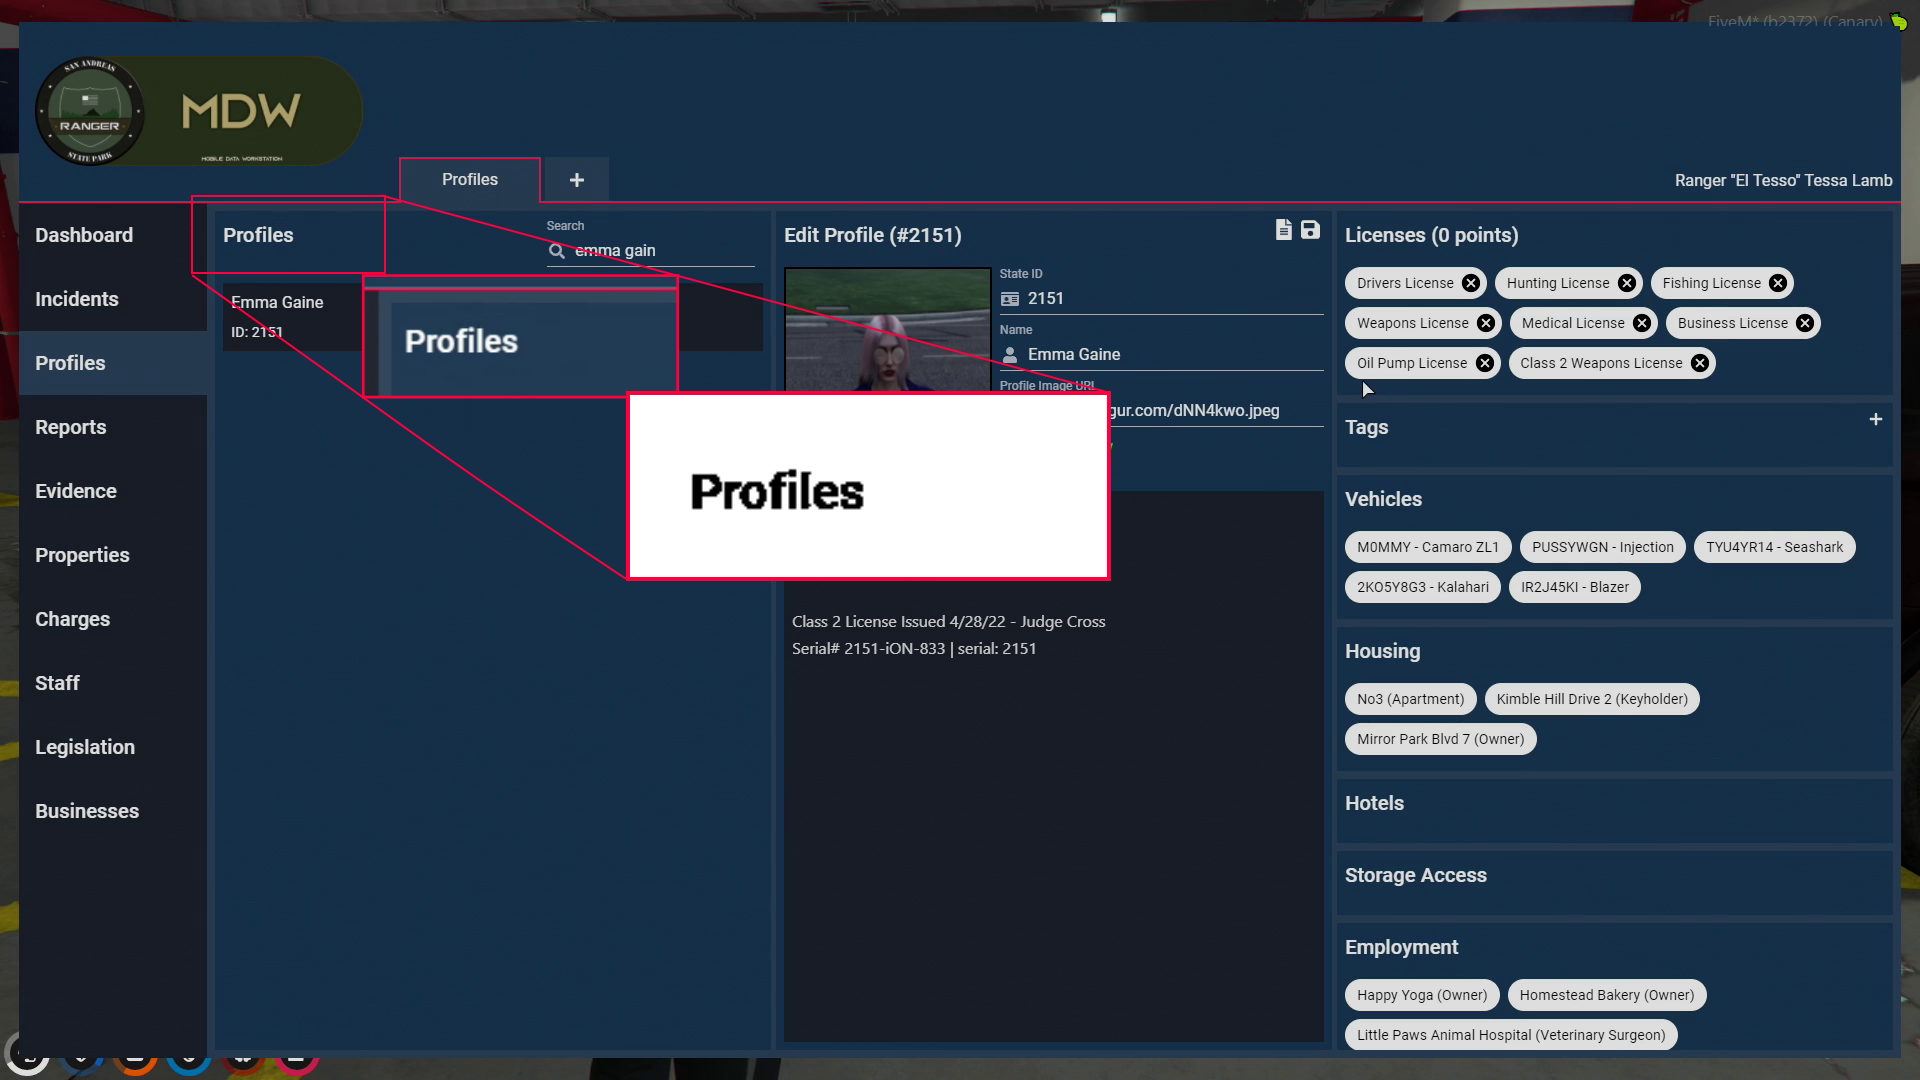 FiveM* (b2372) (Canary)
SAN ANDREAS
RANGER
STATE PARK
MDW
MOBILE DATA WORKSTATION
Profiles
+
Ranger "El Tesso" Tessa Lamb
Dashboard
Incidents
Profiles
Reports
Evidence
Properties
Charges
Staff
Legislation
Businesses
Profiles
Search
emma gain
Emma Gaine
ID: 2151
Profiles
Profiles
Edit Profile (#2151)
State ID
2151
Name
Emma Gaine
Profile Image URL
gur.com/dNN4kwo.jpeg
Class 2 License Issued 4/28/22 - Judge Cross
Serial# 2151-iON-833 | serial: 2151
Licenses (0 points)
Drivers License
Hunting License
Fishing License
Weapons License
Medical License
Business License
Oil Pump License
Class 2 Weapons License
Tags
+
Vehicles
M0MMY - Camaro ZL1
PUSSYWGN - Injection
TYU4YR14 - Seashark
2KO5Y8G3 - Kalahari
IR2J45KI - Blazer
Housing
No3 (Apartment)
Kimble Hill Drive 2 (Keyholder)
Mirror Park Blvd 7 (Owner)
Hotels
Storage Access
Employment
Happy Yoga (Owner)
Homestead Bakery (Owner)
Little Paws Animal Hospital (Veterinary Surgeon)